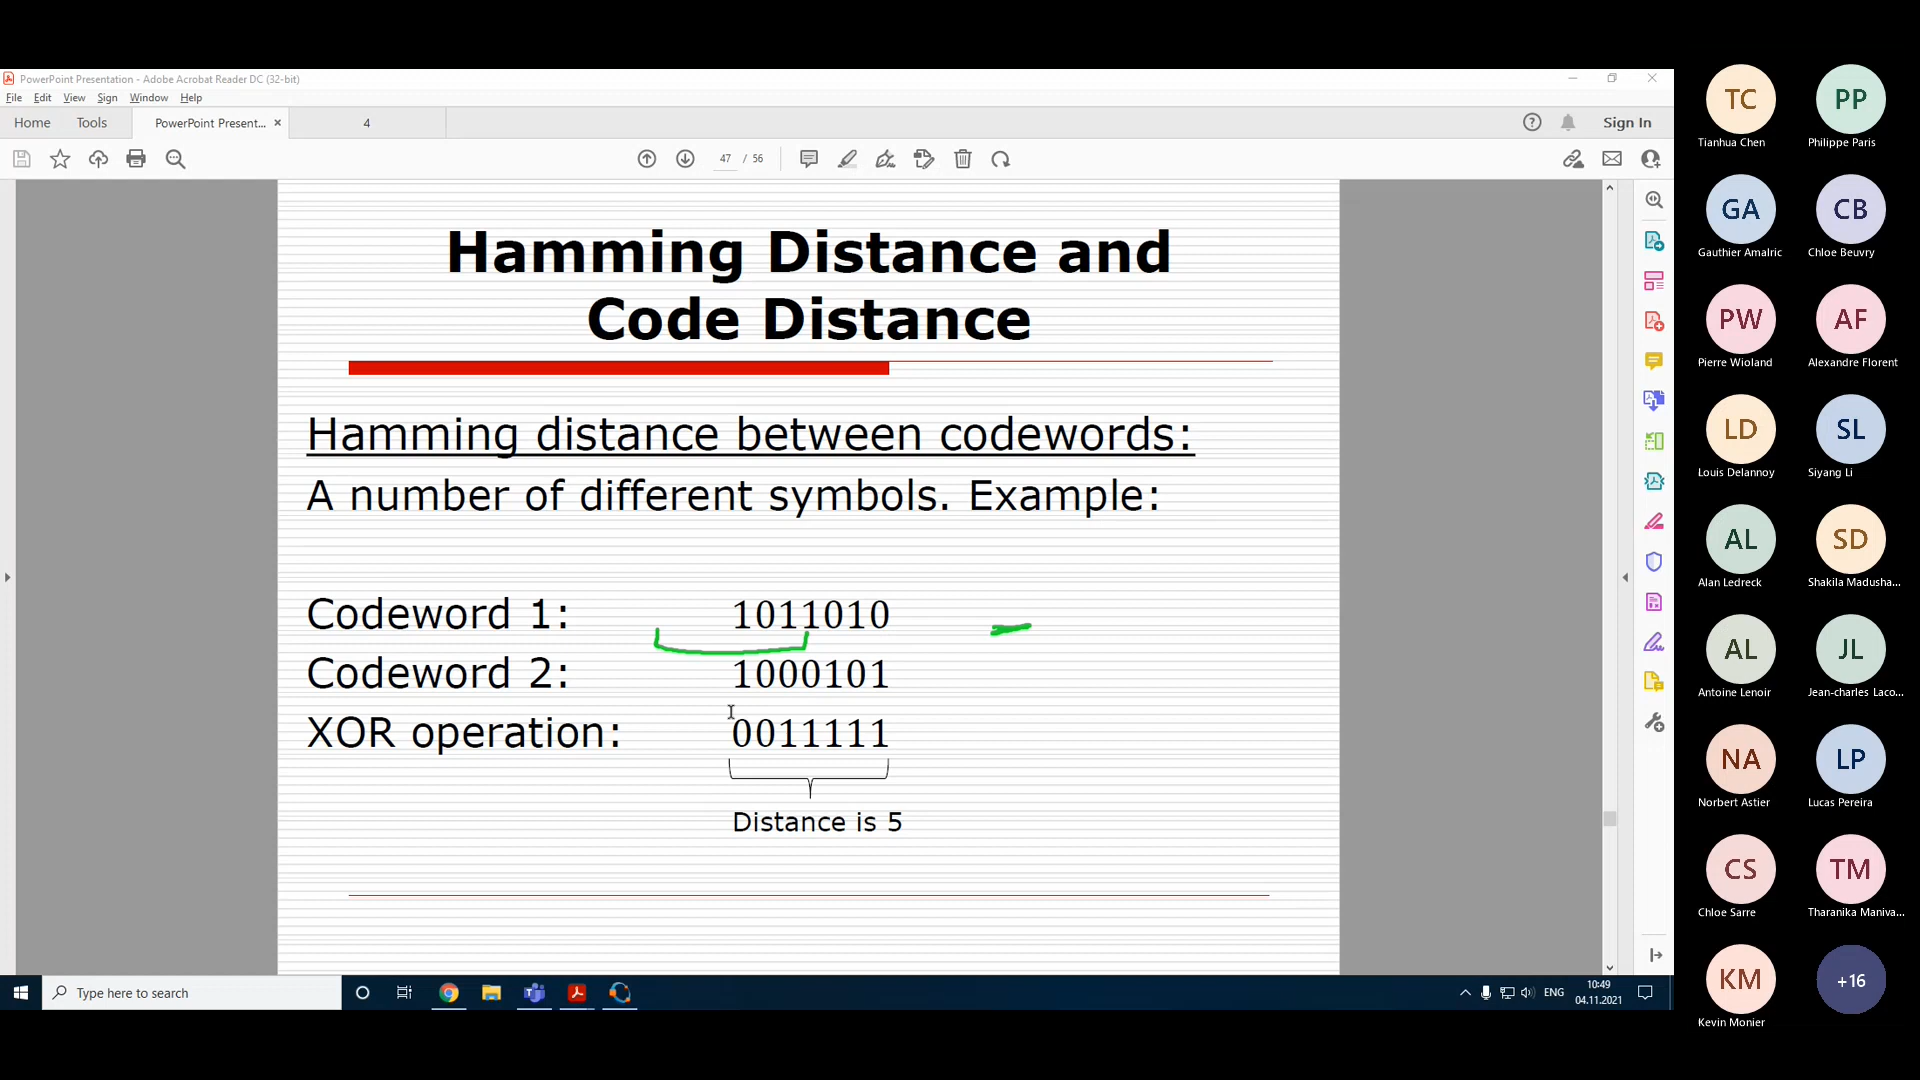 PowerPoint Presentation - Adobe Acrobat Reader DC (32-bit)
File Edit View Sign Window Help
Home Tools PowerPoint Present... × 4 Sign In
47 / 56
Hamming Distance and
Code Distance
Hamming distance between codewords:
A number of different symbols. Example:
Codeword 1: 1011010
Codeword 2: 1000101
XOR operation: 0011111
Distance is 5
Type here to search
ENG
10:49
04.11.2021
TC PP
Tianhua Chen Philippe Paris
GA CB
Gauthier Amalric Chloe Beuvry
PW AF
Pierre Wioland Alexandre Florent
LD SL
Louis Delannoy Siyang Li
AL SD
Alan Ledreck Shakila Madusha...
AL JL
Antoine Lenoir Jean-charles Laco...
NA LP
Norbert Astier Lucas Pereira
CS TM
Chloe Sarre Tharanika Maniva...
KM +16
Kevin Monier